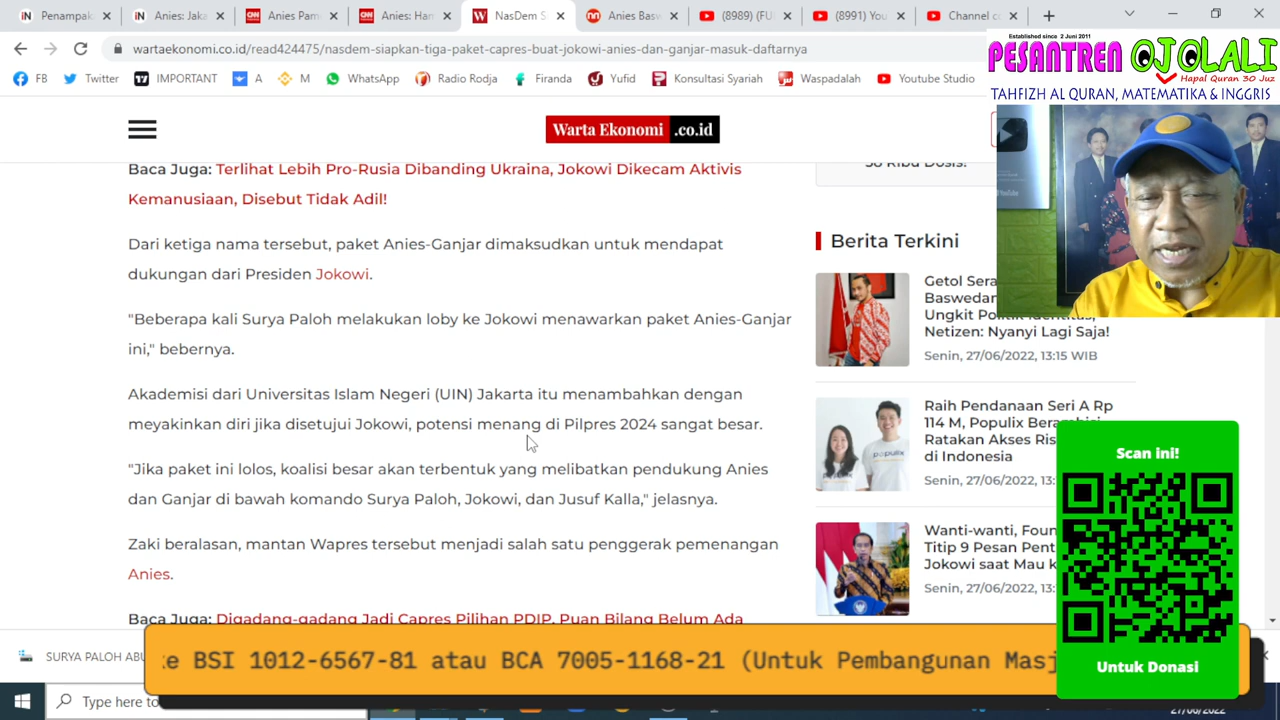 Penampak
Anies: Jaka
Anies Pam
Anies: Han
NasDem S
Anies Basw
(8989) (FU
(8991) You
Channel c
wartaekonomi.co.id/read424475/nasdem-siapkan-tiga-paket-capres-buat-jokowi-anies-dan-ganjar-masuk-daftarnya
FB
Twitter
IMPORTANT
A
M
WhatsApp
Radio Rodja
Firanda
Yufid
Konsultasi Syariah
Waspadalah
Youtube Studio
Established since 2 Juni 2011
PESANTREN OJOLALI
Hapal Quran 30 Juz
TAHFIZH AL QURAN, MATEMATIKA & INGGRIS
Warta Ekonomi .co.id
Baca Juga: Terlihat Lebih Pro-Rusia Dibanding Ukraina, Jokowi Dikecam Aktivis
Kemanusiaan, Disebut Tidak Adil!
Dari ketiga nama tersebut, paket Anies-Ganjar dimaksudkan untuk mendapat
dukungan dari Presiden Jokowi.
"Beberapa kali Surya Paloh melakukan loby ke Jokowi menawarkan paket Anies-Ganjar
ini," bebernya.
Akademisi dari Universitas Islam Negeri (UIN) Jakarta itu menambahkan dengan
meyakinkan diri jika disetujui Jokowi, potensi menang di Pilpres 2024 sangat besar.
"Jika paket ini lolos, koalisi besar akan terbentuk yang melibatkan pendukung Anies
dan Ganjar di bawah komando Surya Paloh, Jokowi, dan Jusuf Kalla," jelasnya.
Zaki beralasan, mantan Wapres tersebut menjadi salah satu penggerak pemenangan
Anies.
Baca Juga: Digadang-gadang Jadi Capres Pilihan PDIP, Puan Bilang Belum Ada
50 Ribu Dosis!
Berita Terkini
Getol Sera
Baswedan
Ungkit Politik Identitas,
Netizen: Nyanyi Lagi Saja!
Senin, 27/06/2022, 13:15 WIB
Raih Pendanaan Seri A Rp
114 M, Populix Berambi
Ratakan Akses Ris
di Indonesia
Senin, 27/06/2022, 13:
populix
Wanti-wanti, Foun
Titip 9 Pesan Pent
Jokowi saat Mau k
Senin, 27/06/2022, 13:
Scan ini!
Untuk Donasi
SURYA PALOH ABU
ke BSI 1012-6567-81 atau BCA 7005-1168-21 (Untuk Pembangunan Masj
Type here to
27/06/2022